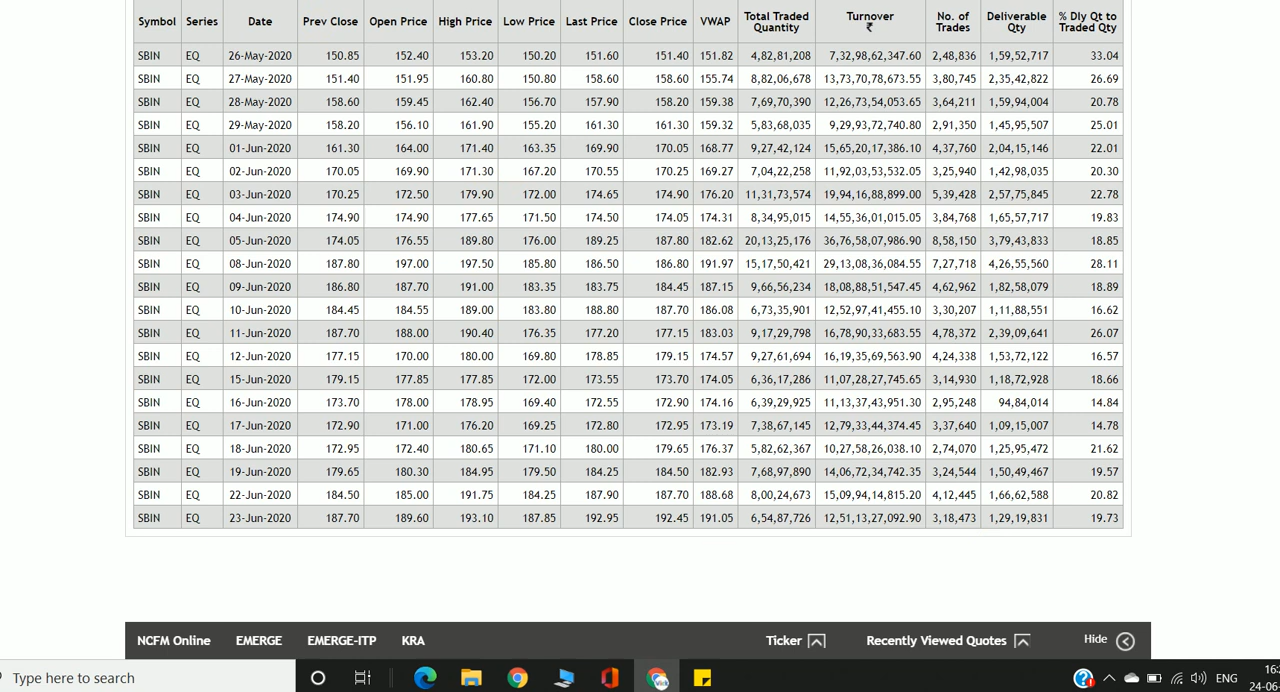 Symbol Series Date Prev Close Open Price High Price Low Price Last Price Close Price VWAP Total Traded Quantity Turnover ₹ No. of Trades Deliverable Qty % Dly Qt to Traded Qty
SBIN EQ 26-May-2020 150.85 152.40 153.20 150.20 151.60 151.40 151.82 4,82,81,208 7,32,98,62,347.60 2,48,836 1,59,52,717 33.04
SBIN EQ 27-May-2020 151.40 151.95 160.80 150.80 158.60 158.60 155.74 8,82,06,678 13,73,70,78,673.55 3,80,745 2,35,42,822 26.69
SBIN EQ 28-May-2020 158.60 159.45 162.40 156.70 157.90 158.20 159.38 7,69,70,390 12,26,73,54,053.65 3,64,211 1,59,94,004 20.78
SBIN EQ 29-May-2020 158.20 156.10 161.90 155.20 161.30 161.30 159.32 5,83,68,035 9,29,93,72,740.80 2,91,350 1,45,95,507 25.01
SBIN EQ 01-Jun-2020 161.30 164.00 171.40 163.35 169.90 170.05 168.77 9,27,42,124 15,65,20,17,386.10 4,37,760 2,04,15,146 22.01
SBIN EQ 02-Jun-2020 170.05 169.90 171.30 167.20 170.55 170.25 169.27 7,04,22,258 11,92,03,53,532.05 3,25,940 1,42,98,035 20.30
SBIN EQ 03-Jun-2020 170.25 172.50 179.90 172.00 174.65 174.90 176.20 11,31,73,574 19,94,16,88,899.00 5,39,428 2,57,75,845 22.78
SBIN EQ 04-Jun-2020 174.90 174.90 177.65 171.50 174.50 174.05 174.31 8,34,95,015 14,55,36,01,015.05 3,84,768 1,65,57,717 19.83
SBIN EQ 05-Jun-2020 174.05 176.55 189.80 176.00 189.25 187.80 182.62 20,13,25,176 36,76,58,07,986.90 8,58,150 3,79,43,833 18.85
SBIN EQ 08-Jun-2020 187.80 197.00 197.50 185.80 186.50 186.80 191.97 15,17,50,421 29,13,08,36,084.55 7,27,718 4,26,55,560 28.11
SBIN EQ 09-Jun-2020 186.80 187.70 191.00 183.35 183.75 184.45 187.15 9,66,56,234 18,08,88,51,547.45 4,62,962 1,82,58,079 18.89
SBIN EQ 10-Jun-2020 184.45 184.55 189.00 183.80 188.80 187.70 186.08 6,73,35,901 12,52,97,41,455.10 3,30,207 1,11,88,551 16.62
SBIN EQ 11-Jun-2020 187.70 188.00 190.40 176.35 177.20 177.15 183.03 9,17,29,798 16,78,90,33,683.55 4,78,372 2,39,09,641 26.07
SBIN EQ 12-Jun-2020 177.15 170.00 180.00 169.80 178.85 179.15 174.57 9,27,61,694 16,19,35,69,563.90 4,24,338 1,53,72,122 16.57
SBIN EQ 15-Jun-2020 179.15 177.85 177.85 172.00 173.55 173.70 174.05 6,36,17,286 11,07,28,27,745.65 3,14,930 1,18,72,928 18.66
SBIN EQ 16-Jun-2020 173.70 178.00 178.95 169.40 172.55 172.90 174.16 6,39,29,925 11,13,37,43,951.30 2,95,248 94,84,014 14.84
SBIN EQ 17-Jun-2020 172.90 171.00 176.20 169.25 172.80 172.95 173.19 7,38,67,145 12,79,33,44,374.45 3,37,640 1,09,15,007 14.78
SBIN EQ 18-Jun-2020 172.95 172.40 180.65 171.10 180.00 179.65 176.37 5,82,62,367 10,27,58,26,038.10 2,74,070 1,25,95,472 21.62
SBIN EQ 19-Jun-2020 179.65 180.30 184.95 179.50 184.25 184.50 182.93 7,68,97,890 14,06,72,34,742.35 3,24,544 1,50,49,467 19.57
SBIN EQ 22-Jun-2020 184.50 185.00 191.75 184.25 187.90 187.70 188.68 8,00,24,673 15,09,94,14,815.20 4,12,445 1,66,62,588 20.82
SBIN EQ 23-Jun-2020 187.70 189.60 193.10 187.85 192.95 192.45 191.05 6,54,87,726 12,51,13,27,092.90 3,18,473 1,29,19,831 19.73
NCFM Online EMERGE EMERGE-ITP KRA Ticker Recently Viewed Quotes Hide
Type here to search ENG
16:
24-06